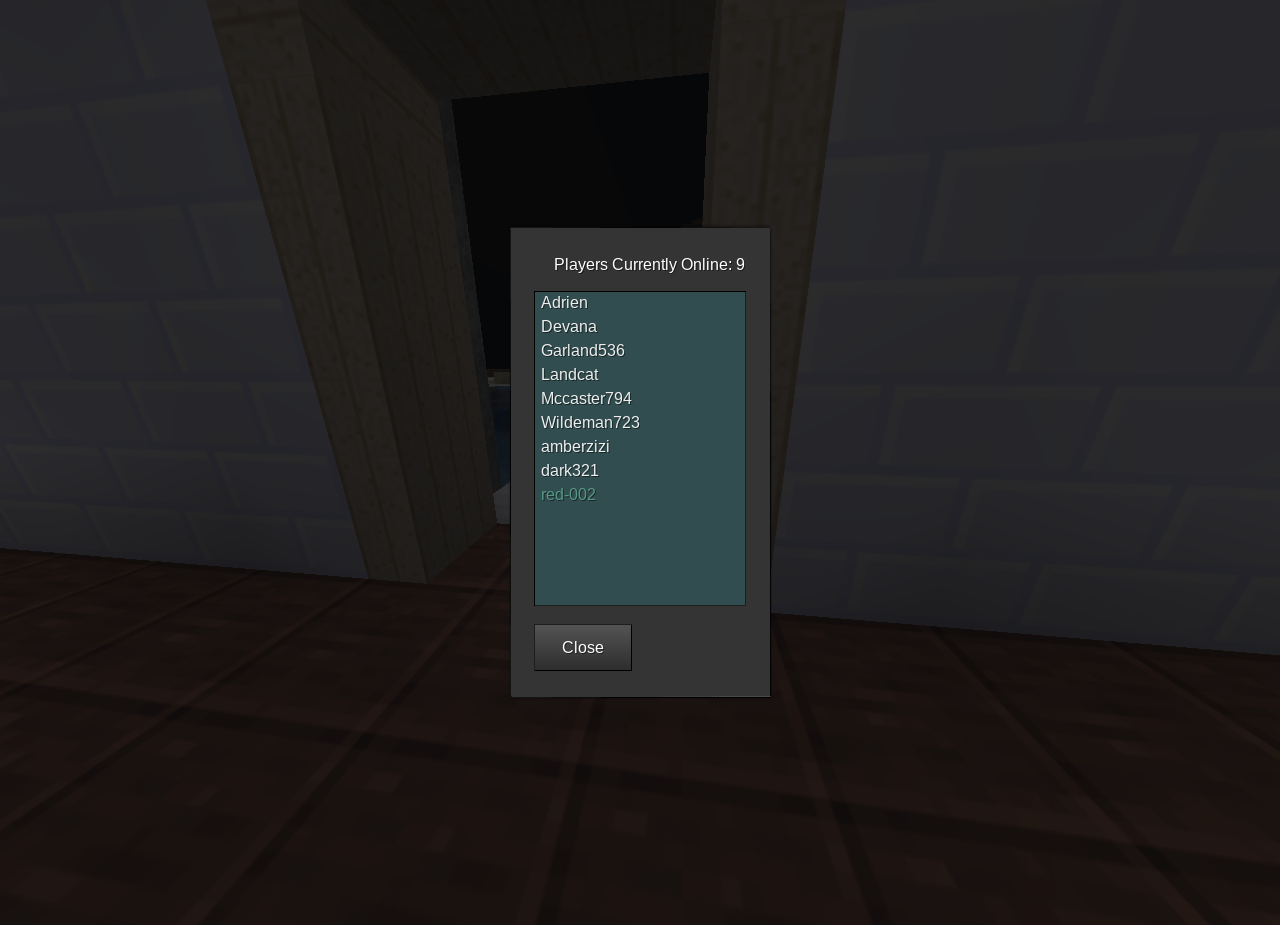 Players Currently Online: 9
Adrien
Devana
Garland536
Landcat
Mccaster794
Wildeman723
amberzizi
dark321
red-002
Close